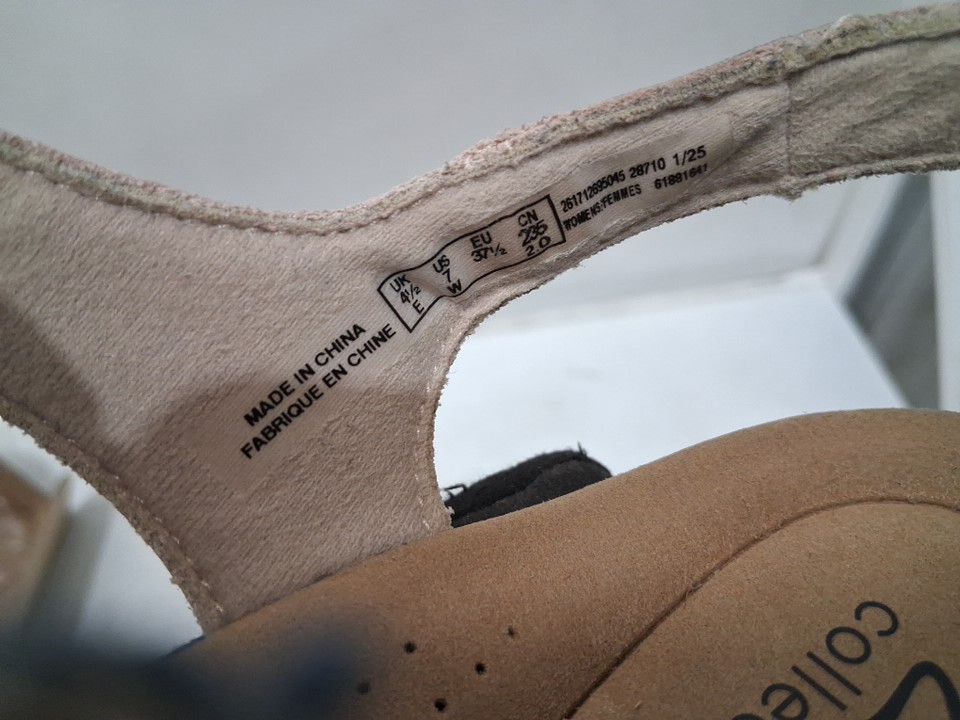 MADE IN CHINA
FABRIQUE EN CHINE
UK US EU CN
4½ 7 37½ 235
E W 2.0
261712695045 28710 1/25
WOMENS/FEMMES 61881641
colle